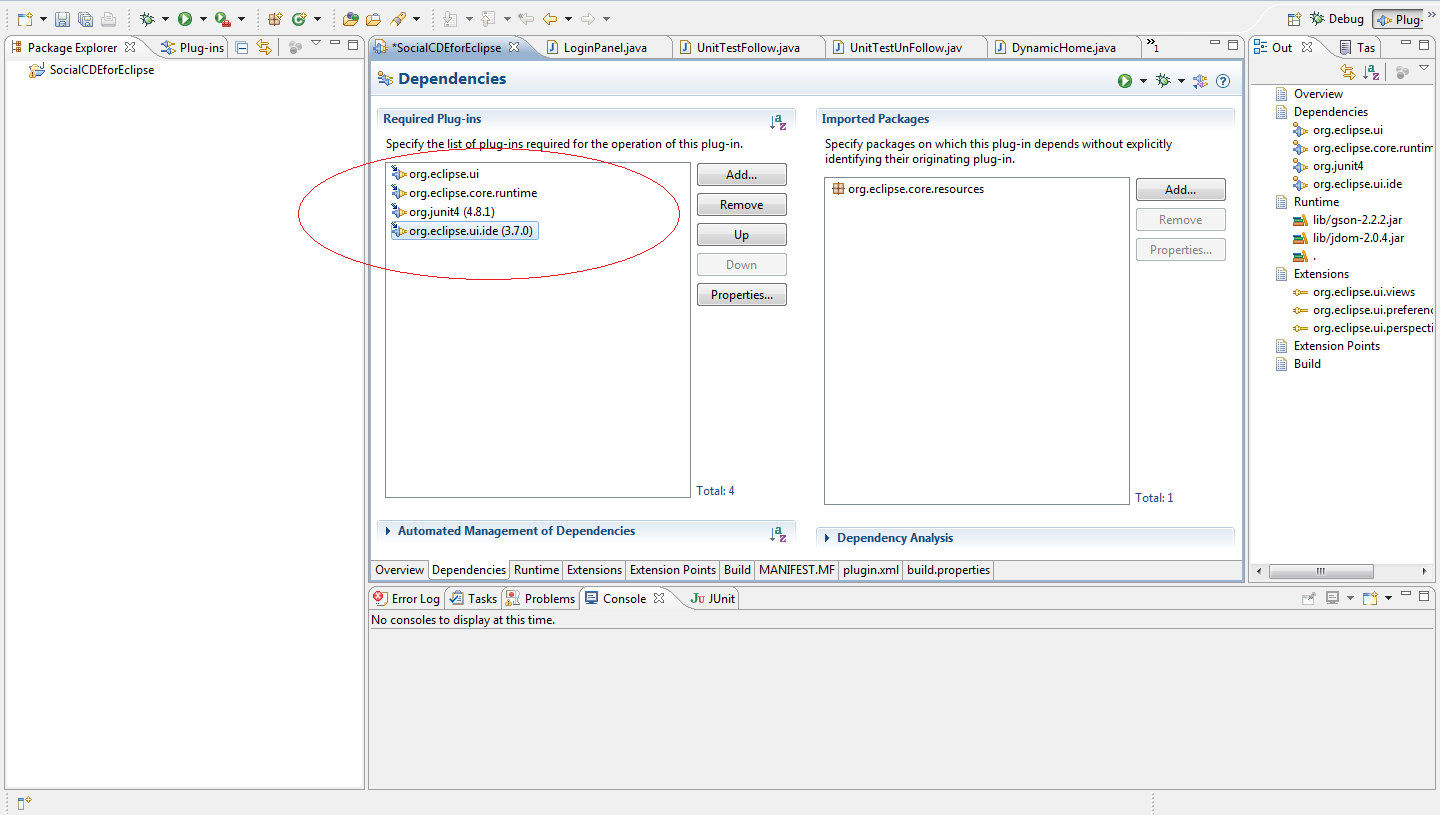 Debug
Plug-
Package Explorer
Plug-ins
SocialCDEforEclipse
*SocialCDEforEclipse
LoginPanel.java
UnitTestFollow.java
UnitTestUnFollow.jav
DynamicHome.java
»1
Dependencies
Required Plug-ins
Specify the list of plug-ins required for the operation of this plug-in.
org.eclipse.ui
org.eclipse.core.runtime
org.junit4 (4.8.1)
org.eclipse.ui.ide (3.7.0)
Add...
Remove
Up
Down
Properties...
Total: 4
Imported Packages
Specify packages on which this plug-in depends without explicitly
identifying their originating plug-in.
org.eclipse.core.resources
Add...
Remove
Properties...
Total: 1
Automated Management of Dependencies
Dependency Analysis
Overview
Dependencies
Runtime
Extensions
Extension Points
Build
MANIFEST.MF
plugin.xml
build.properties
Error Log
Tasks
Problems
Console
JUnit
No consoles to display at this time.
Out
Tas
Overview
Dependencies
org.eclipse.ui
org.eclipse.core.runtim
org.junit4
org.eclipse.ui.ide
Runtime
lib/gson-2.2.2.jar
lib/jdom-2.0.4.jar
.
Extensions
org.eclipse.ui.views
org.eclipse.ui.preferenc
org.eclipse.ui.perspecti
Extension Points
Build